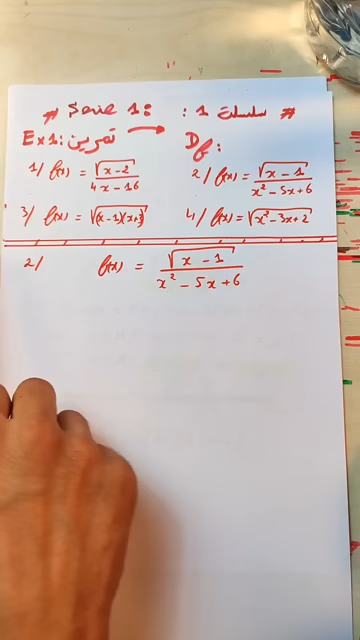 # Serie 1: : سلسلة 1 #
Ex1: تمرين → Df:
1/ f(x) = √(x-2) / (4x-16) 2/ f(x) = √(x-1) / (x²-5x+6)
3/ f(x) = √((x-1)(x+3)) 4/ f(x) = √(x²-3x+2)
2/ f(x) = √(x-1) / (x²-5x+6)